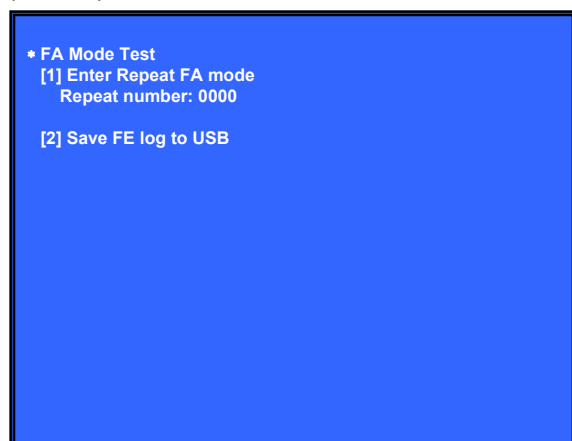 * FA Mode Test
[1] Enter Repeat FA mode
Repeat number: 0000
[2] Save FE log to USB